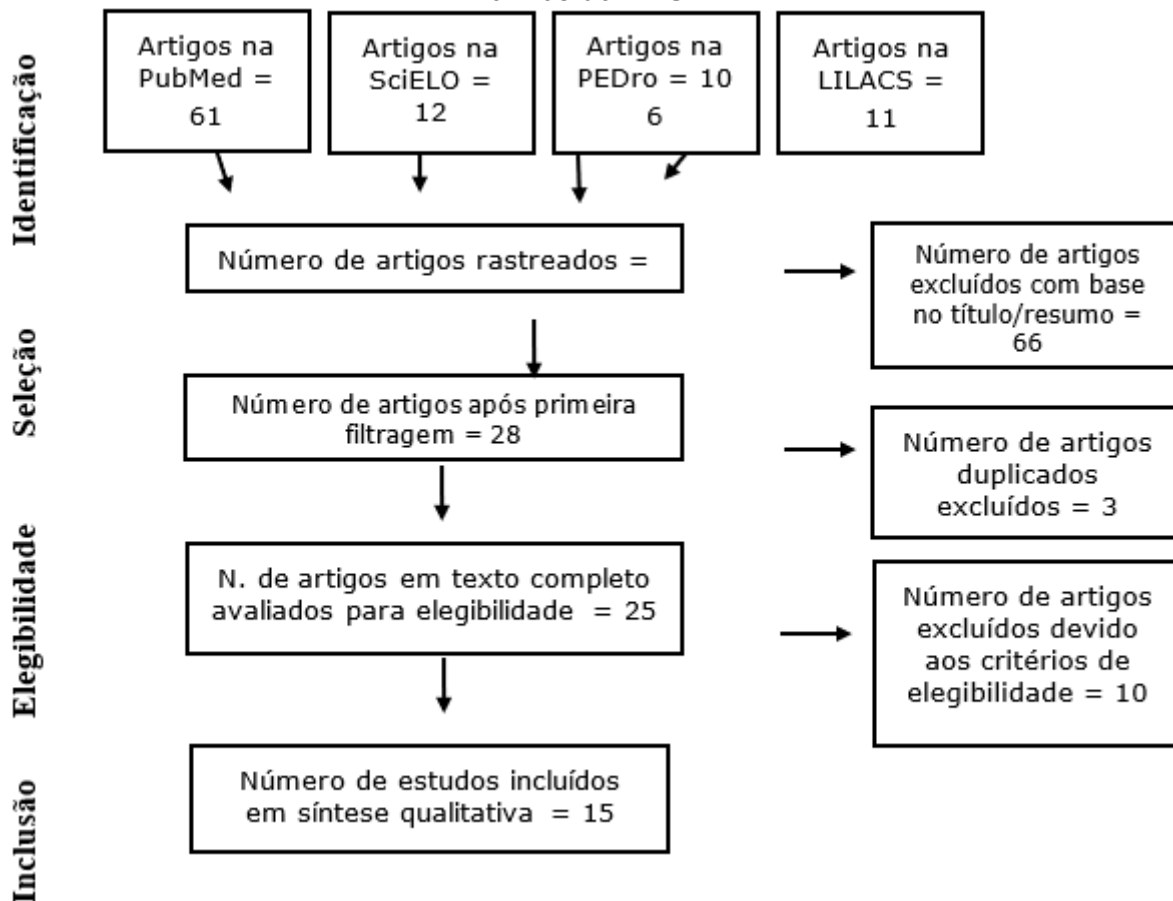 Identificação
Artigos na
PubMed =
61
Artigos na
SciELO =
12
Artigos na
PEDro = 10
6
Artigos na
LILACS =
11
Número de artigos rastreados =
Número de artigos
excluídos com base
no título/resumo =
66
Seleção
Número de artigos após primeira
filtragem = 28
Número de artigos
duplicados
excluídos = 3
Elegibilidade
N. de artigos em texto completo
avaliados para elegibilidade = 25
Número de artigos
excluídos devido
aos critérios de
elegibilidade = 10
Inclusão
Número de estudos incluídos
em síntese qualitativa = 15